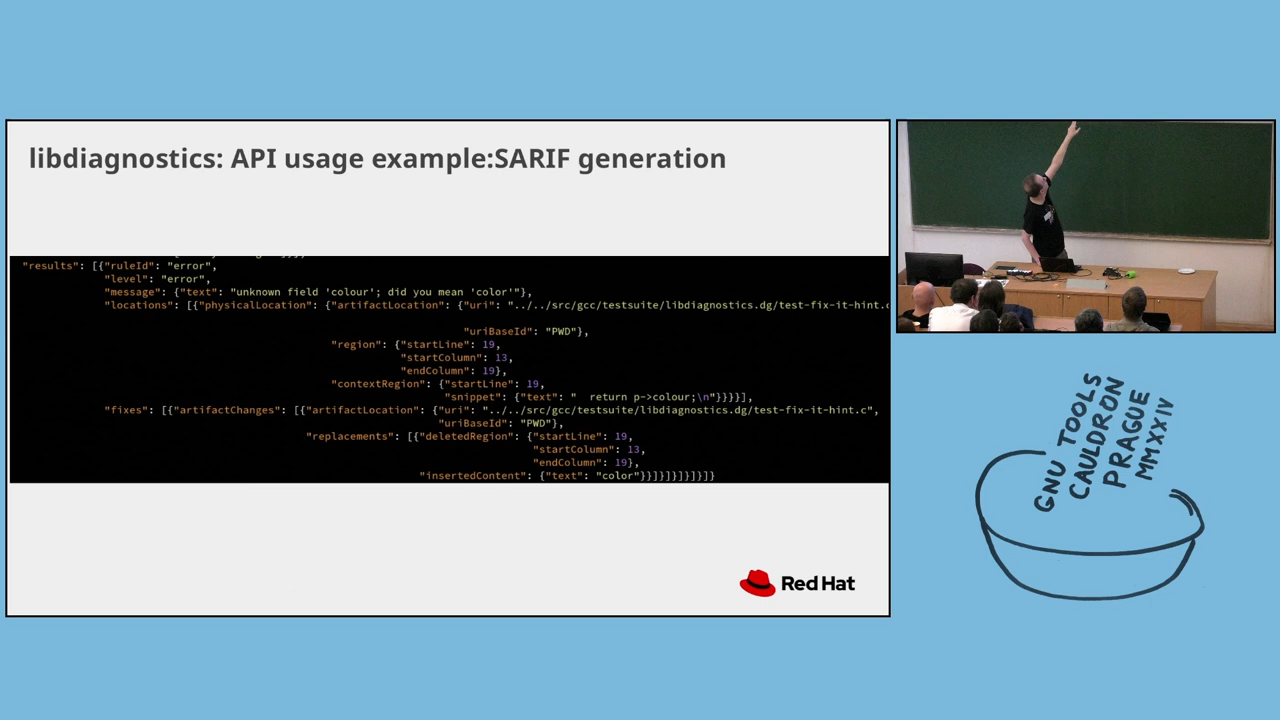 libdiagnostics: API usage example:SARIF generation
"results": [{"ruleId": "error",
"level": "error",
"message": {"text": "unknown field 'colour'; did you mean 'color'"},
"locations": [{"physicalLocation": {"artifactLocation": {"uri": "../../src/gcc/testsuite/libdiagnostics.dg/test-fix-it-hint.c
"uriBaseId": "PWD"},
"region": {"startLine": 19,
"startColumn": 13,
"endColumn": 19},
"contextRegion": {"startLine": 19,
"snippet": {"text": "  return p->colour;\n"}}}}],
"fixes": [{"artifactChanges": [{"artifactLocation": {"uri": "../../src/gcc/testsuite/libdiagnostics.dg/test-fix-it-hint.c",
"uriBaseId": "PWD"},
"replacements": [{"deletedRegion": {"startLine": 19,
"startColumn": 13,
"endColumn": 19},
"insertedContent": {"text": "color"}}]}]}]}]}
Red Hat
GNU TOOLS
CAULDRON
PRAGUE
MMXXIV